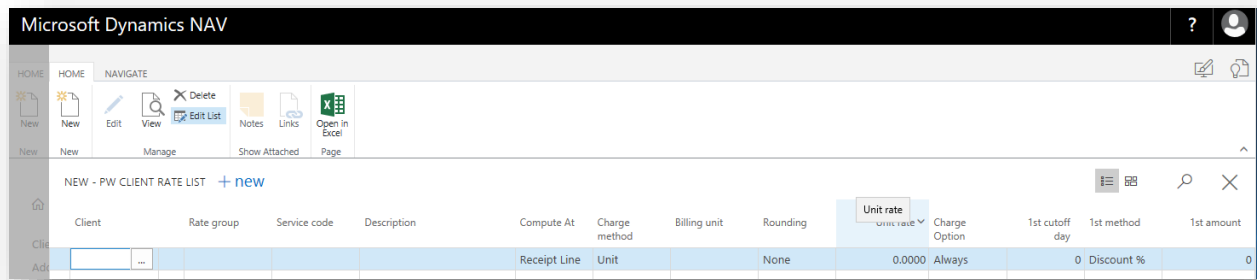 Microsoft Dynamics NAV ?
HOME HOME NAVIGATE
New New Edit View Delete Edit List Notes Links Open in Excel
New New Manage Show Attached Page
NEW - PW CLIENT RATE LIST + new
Unit rate
Client Rate group Service code Description Compute At Charge method Billing unit Rounding Unit rate Charge Option 1st cutoff day 1st method 1st amount
Clie
... Receipt Line Unit None 0.0000 Always 0 Discount % 0
Add